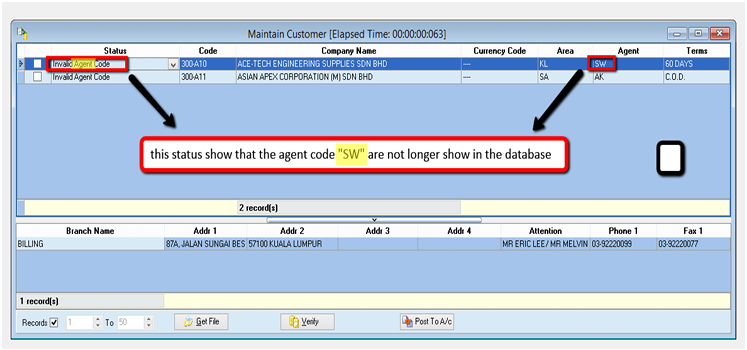 Maintain Customer [Elapsed Time: 00:00:00:063]
Status Code Company Name Currency Code Area Agent Terms
Invalid Agent Code 300-A10 ACE-TECH ENGINEERING SUPPLIES SDN BHD ---- KL SW 60 DAYS
Invalid Agent Code 300-A11 ASIAN APEX CORPORATION (M) SDN BHD ---- SA AK C.O.D.
this status show that the agent code "SW" are not longer show in the database
2 record(s)
Branch Name Addr 1 Addr 2 Addr 3 Addr 4 Attention Phone 1 Fax 1
BILLING 87A, JALAN SUNGAI BES 57100 KUALA LUMPUR MR ERIC LEE/ MR MELVIN 03-92220099 03-92220077
1 record(s)
Records 1 To 50 Get File Verify Post To A/c